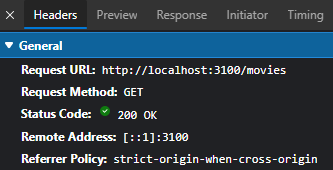 Headers Preview Response Initiator Timing
General
Request URL: http://localhost:3100/movies
Request Method: GET
Status Code: 200 OK
Remote Address: [::1]:3100
Referrer Policy: strict-origin-when-cross-origin